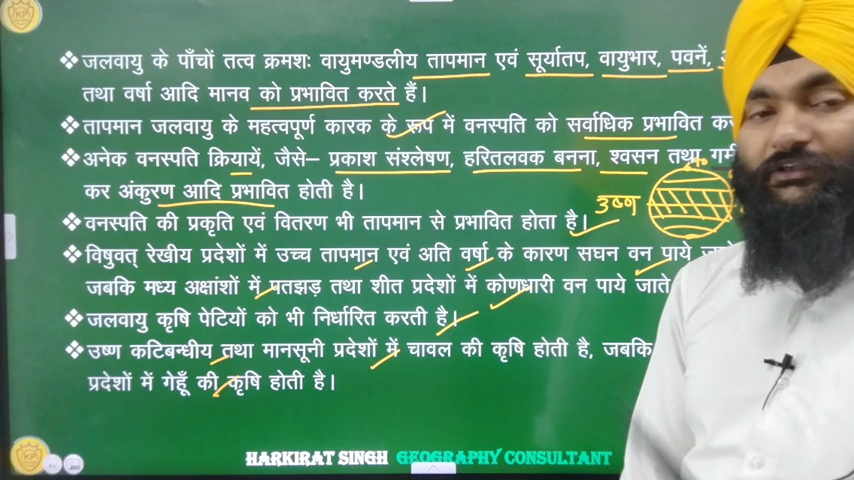 ❖ जलवायु के पाँचों तत्व क्रमशः वायुमण्डलीय तापमान एवं सूर्यातप, वायुभार, पवनें,
तथा वर्षा आदि मानव को प्रभावित करते हैं।
❖ तापमान जलवायु के महत्वपूर्ण कारक के रूप में वनस्पति को सर्वाधिक प्रभावित
❖ अनेक वनस्पति क्रियायें, जैसे– प्रकाश संश्लेषण, हरितलवक बनना, श्वसन तथा
कर अंकुरण आदि प्रभावित होती है।
उष्ण
❖ वनस्पति की प्रकृति एवं वितरण भी तापमान से प्रभावित होता है।
❖ विषुवत् रेखीय प्रदेशों में उच्च तापमान एवं अति वर्षा के कारण सघन वन पाये
जबकि मध्य अक्षांशों में पतझड़ तथा शीत प्रदेशों में कोणधारी वन पाये जाते
❖ जलवायु कृषि पेटियों को भी निर्धारित करती है।
❖ उष्ण कटिबन्धीय तथा मानसूनी प्रदेशों में चावल की कृषि होती है, जबकि
प्रदेशों में गेहूँ की कृषि होती है।
HARKIRAT SINGH GEOGRAPHY CONSULTANT